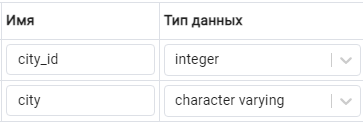 Имя Тип данных
city_id integer
city character varying